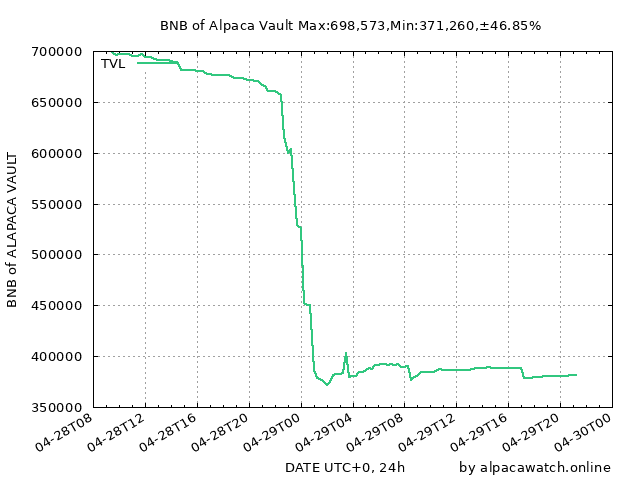 BNB of Alpaca Vault Max:698,573,Min:371,260,±46.85%
700000
TVL
650000
600000
550000
500000
450000
400000
350000
BNB of ALAPACA VAULT
04-28T08
04-28T12
04-28T16
04-28T20
04-29T00
04-29T04
04-29T08
04-29T12
04-29T16
04-29T20
04-30T00
DATE UTC+0, 24h
by alpacawatch.online